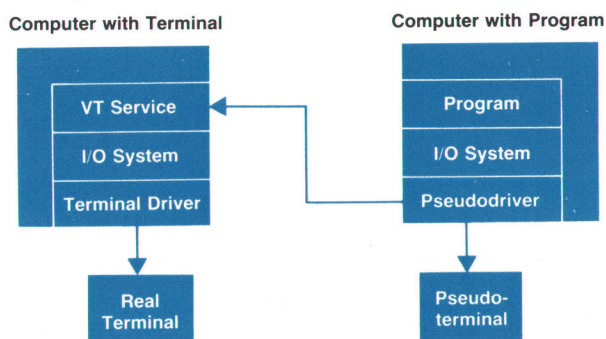 Computer with Terminal
VT Service
I/O System
Terminal Driver
Real
Terminal
Computer with Program
Program
I/O System
Pseudodriver
Pseudo-
terminal